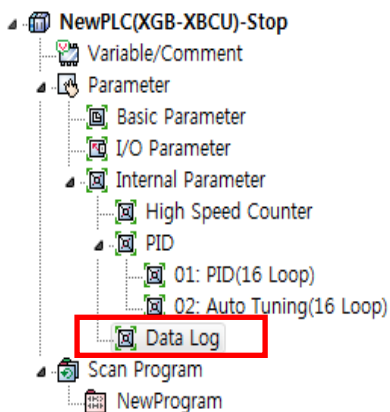 NewPLC(XGB-XBCU)-Stop
Variable/Comment
Parameter
Basic Parameter
I/O Parameter
Internal Parameter
High Speed Counter
PID
01: PID(16 Loop)
02: Auto Tuning(16 Loop)
Data Log
Scan Program
NewProgram